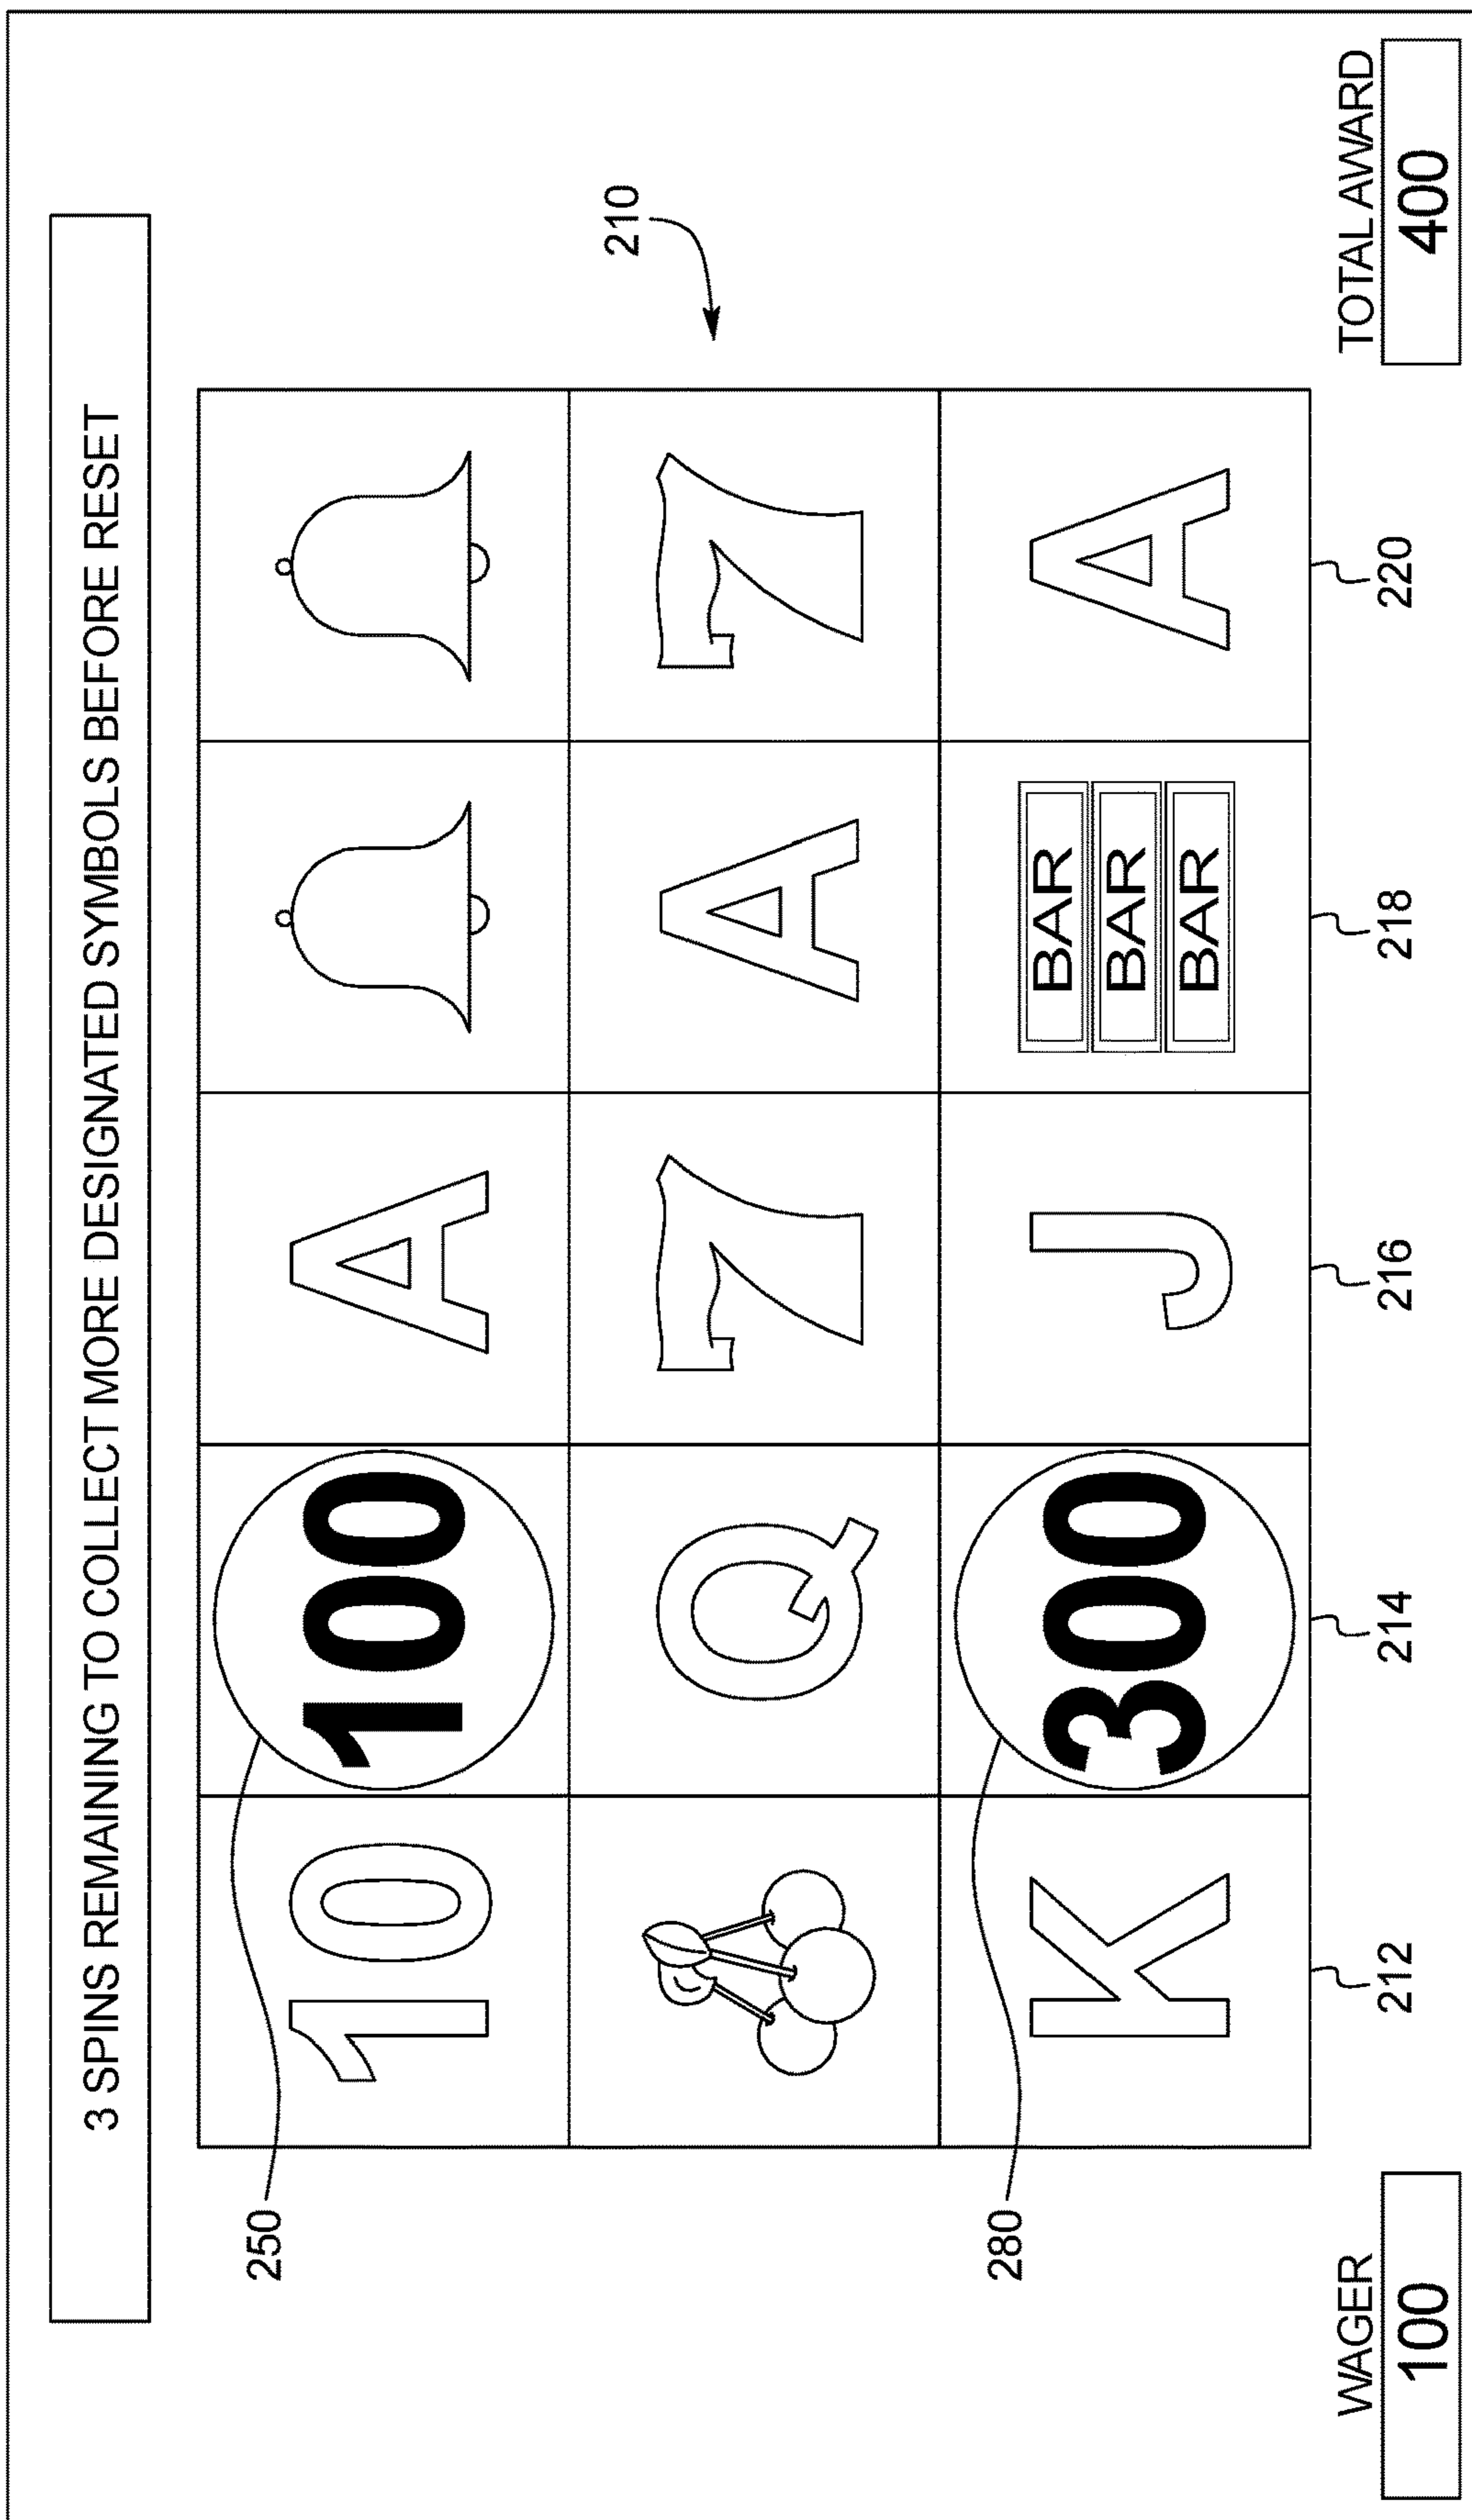 3 SPINS REMAINING TO COLLECT MORE DESIGNATED SYMBOLS BEFORE RESET
210
250
10 100 A
7
Q A 7
280
K 300 J BAR A
BAR
BAR
212 214 216 218 220
WAGER
100
TOTAL AWARD
400